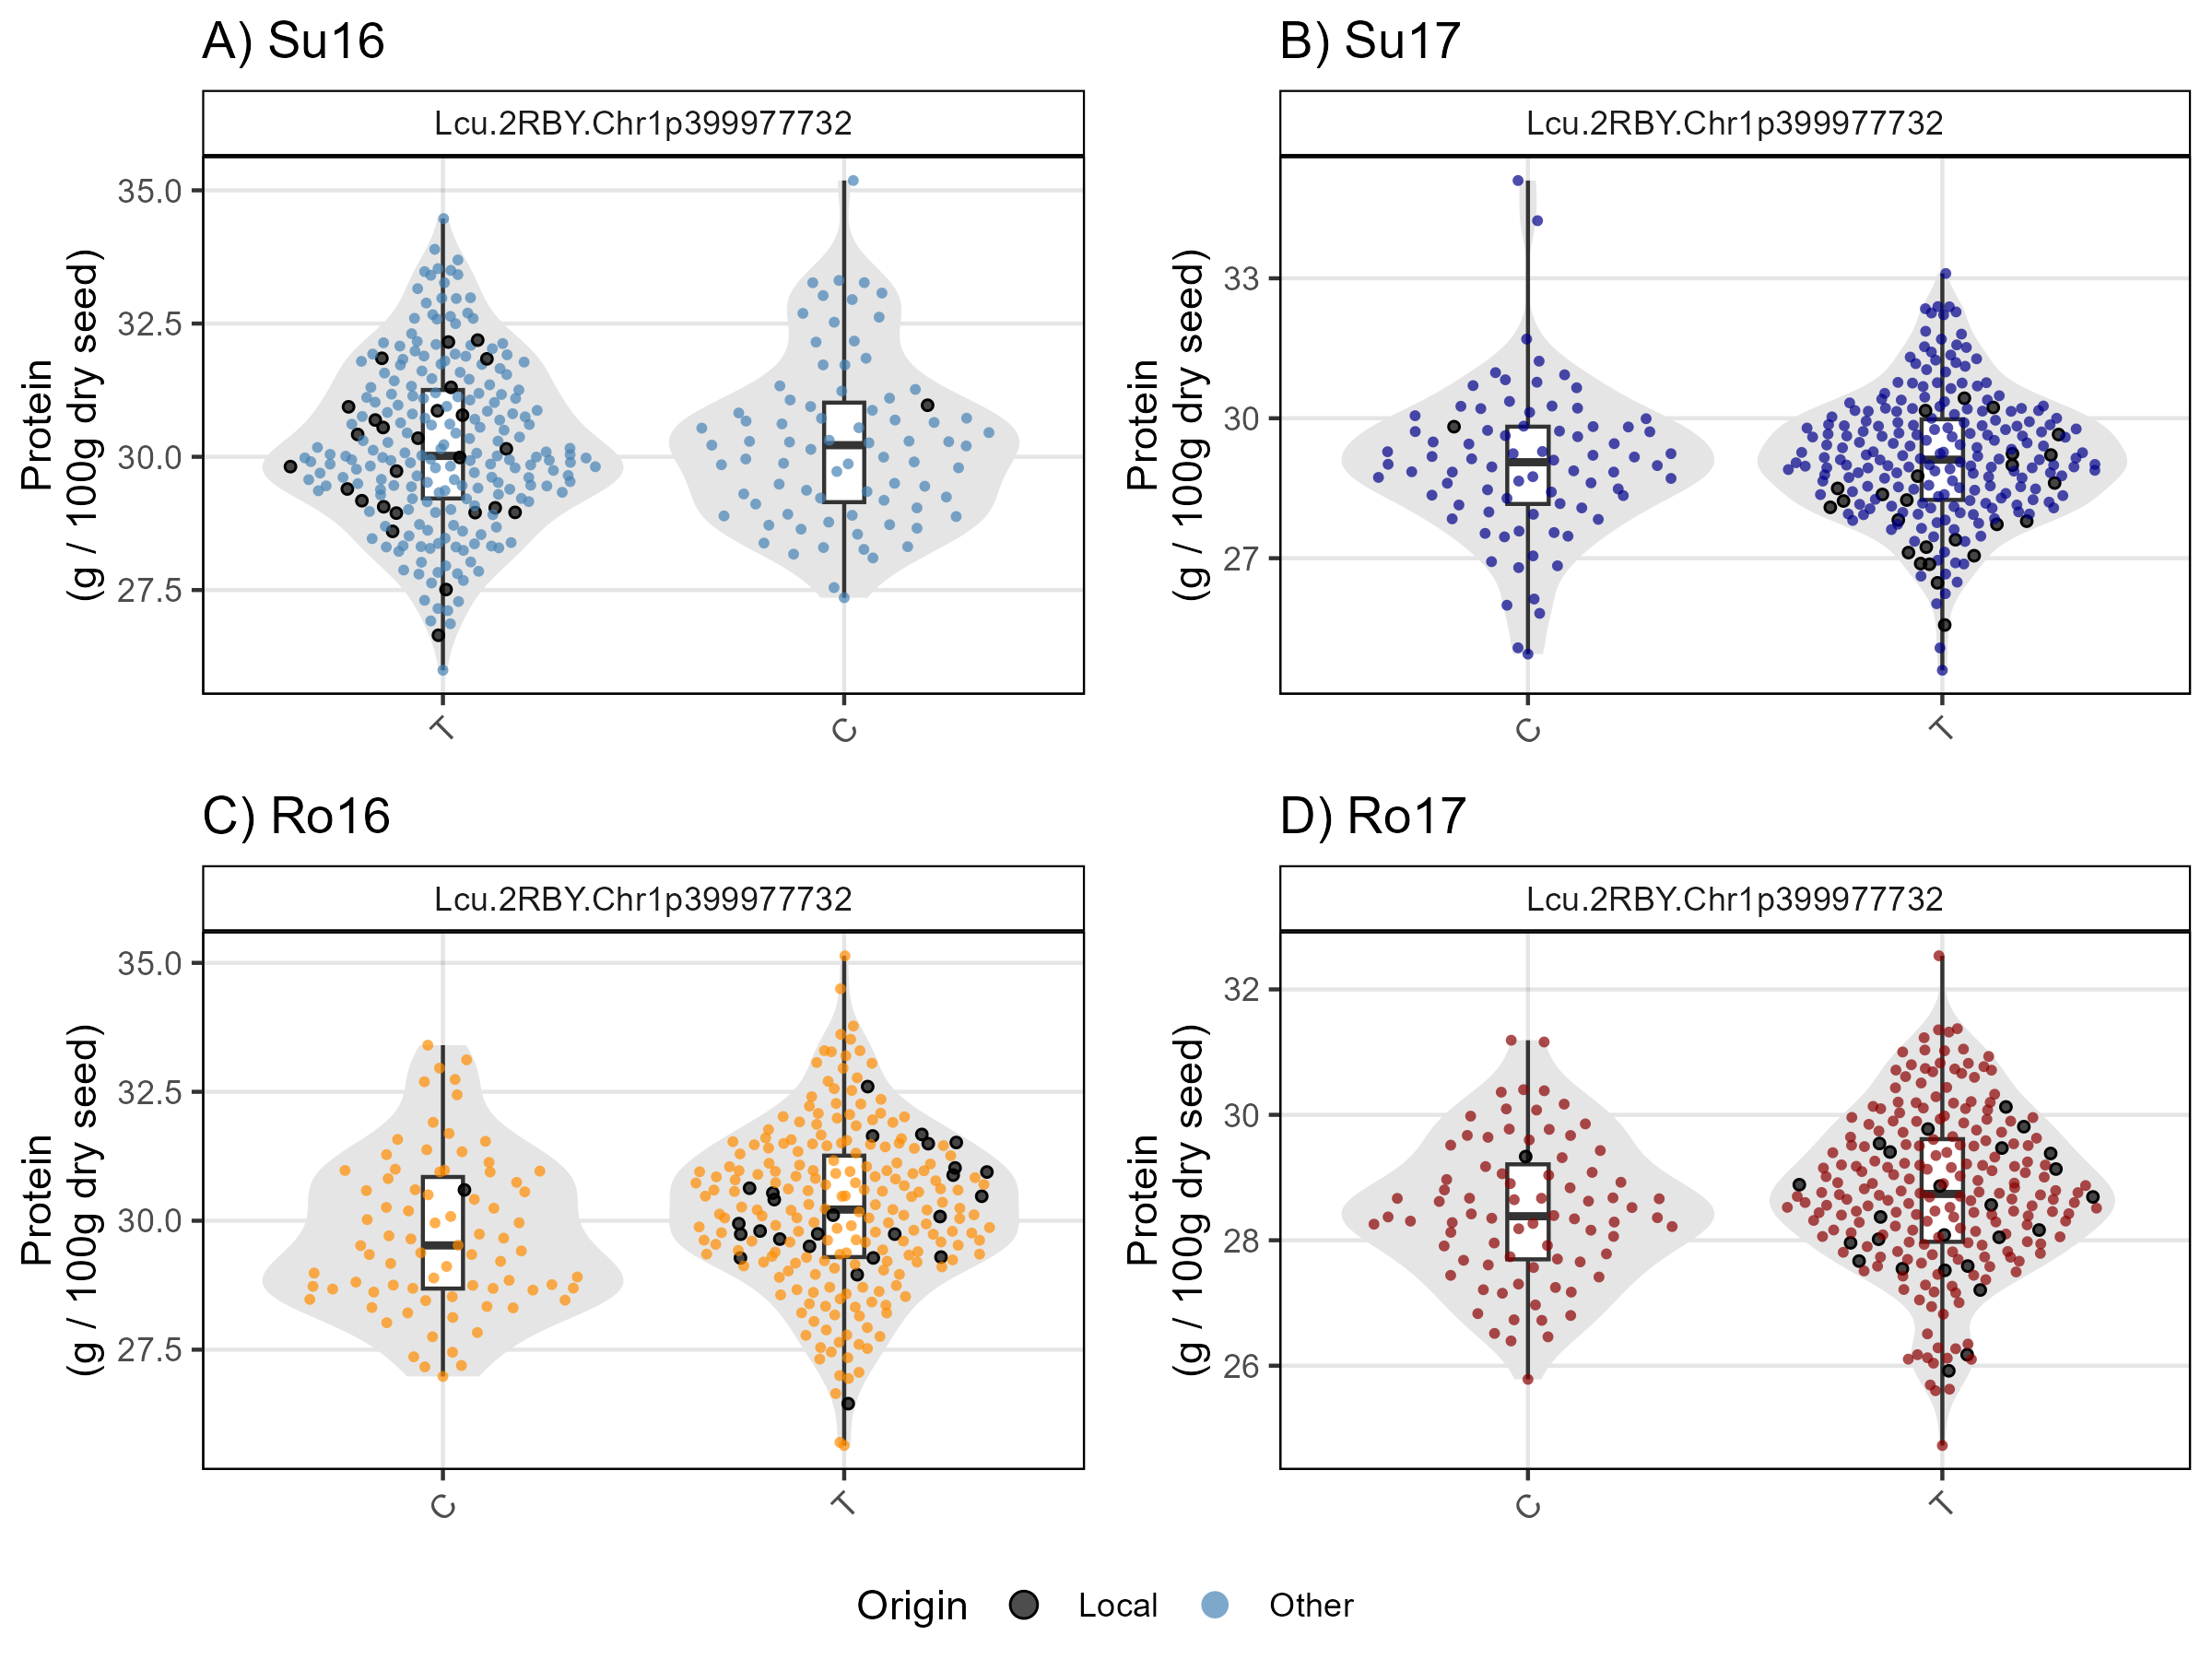 A) Su16
Lcu.2RBY.Chr1p399977732
Protein
(g / 100g dry seed)
35.0
32.5
30.0
27.5
T
C
B) Su17
Lcu.2RBY.Chr1p399977732
Protein
(g / 100g dry seed)
33
30
27
C
T
C) Ro16
Lcu.2RBY.Chr1p399977732
Protein
(g / 100g dry seed)
35.0
32.5
30.0
27.5
C
T
D) Ro17
Lcu.2RBY.Chr1p399977732
Protein
(g / 100g dry seed)
32
30
28
26
C
T
Origin Local Other